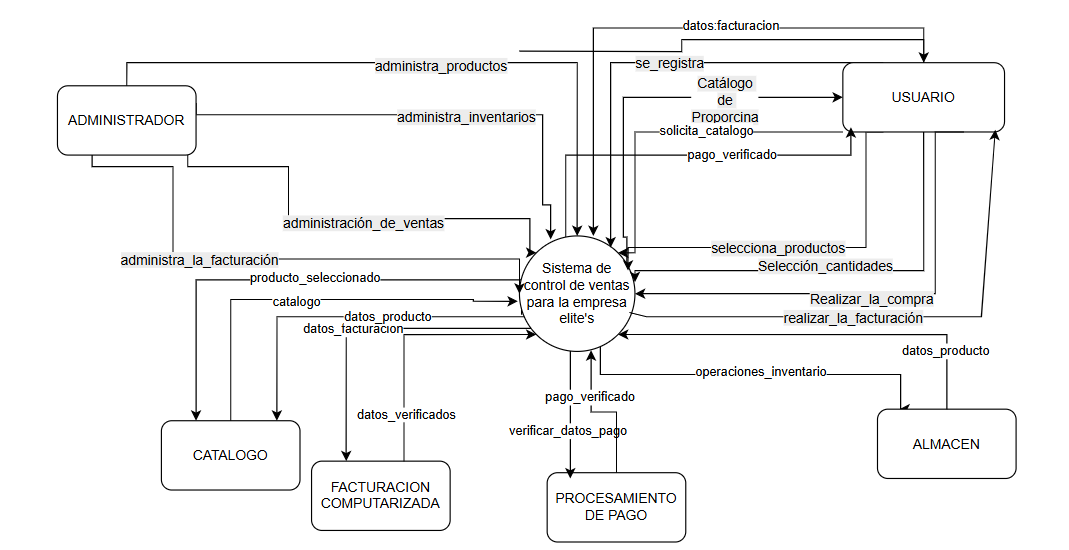 datos:facturacion
administra_productos
se_registra
Catálogo
de
Proporcina
USUARIO
ADMINISTRADOR
administra_inventarios
solicita_catalogo
pago_verificado
administración_de_ventas
selecciona_productos
administra_la_facturación
Selección_cantidades
producto_seleccionado
Sistema de
control de ventas
para la empresa
elite's
catalogo
Realizar_la_compra
datos_producto
realizar_la_facturación
datos_facturación
datos_producto
operaciones_inventario
pago_verificado
datos_verificados
verificar_datos_pago
ALMACEN
CATALOGO
FACTURACION
COMPUTARIZADA
PROCESAMIENTO
DE PAGO